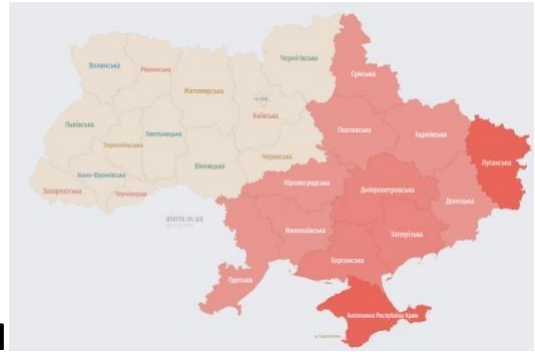 Чернігівська
Волинська
Рівненська
Сумська
Житомирська
Київська
Львівська
Полтавська
Харківська
Тернопільська
Хмельницька
Луганська
Черкаська
Вінницька
Івано-Франківська
Кіровоградська
Дніпропетровська
Закарпатська
Чернівецька
Донецька
alerts.in.ua
Миколаївська
Запорізька
Херсонська
Одеська
Автономна Республіка Крим